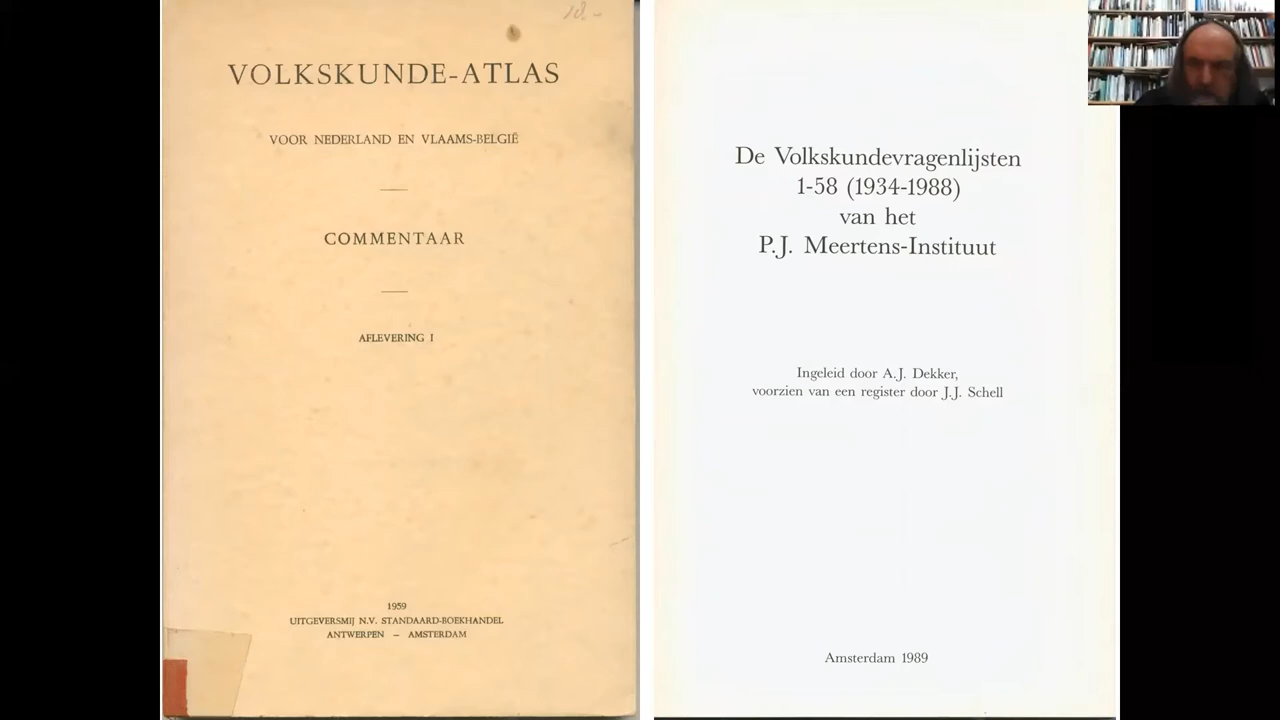 10.-
VOLKSKUNDE-ATLAS
VOOR NEDERLAND EN VLAAMS-BELGIË
COMMENTAAR
AFLEVERING I
1959
UITGEVERSMIJ N.V. STANDAARD-BOEKHANDEL
ANTWERPEN – AMSTERDAM
De Volkskundevragenlijsten
1-58 (1934-1988)
van het
P.J. Meertens-Instituut
Ingeleid door A.J. Dekker,
voorzien van een register door J.J. Schell
Amsterdam 1989